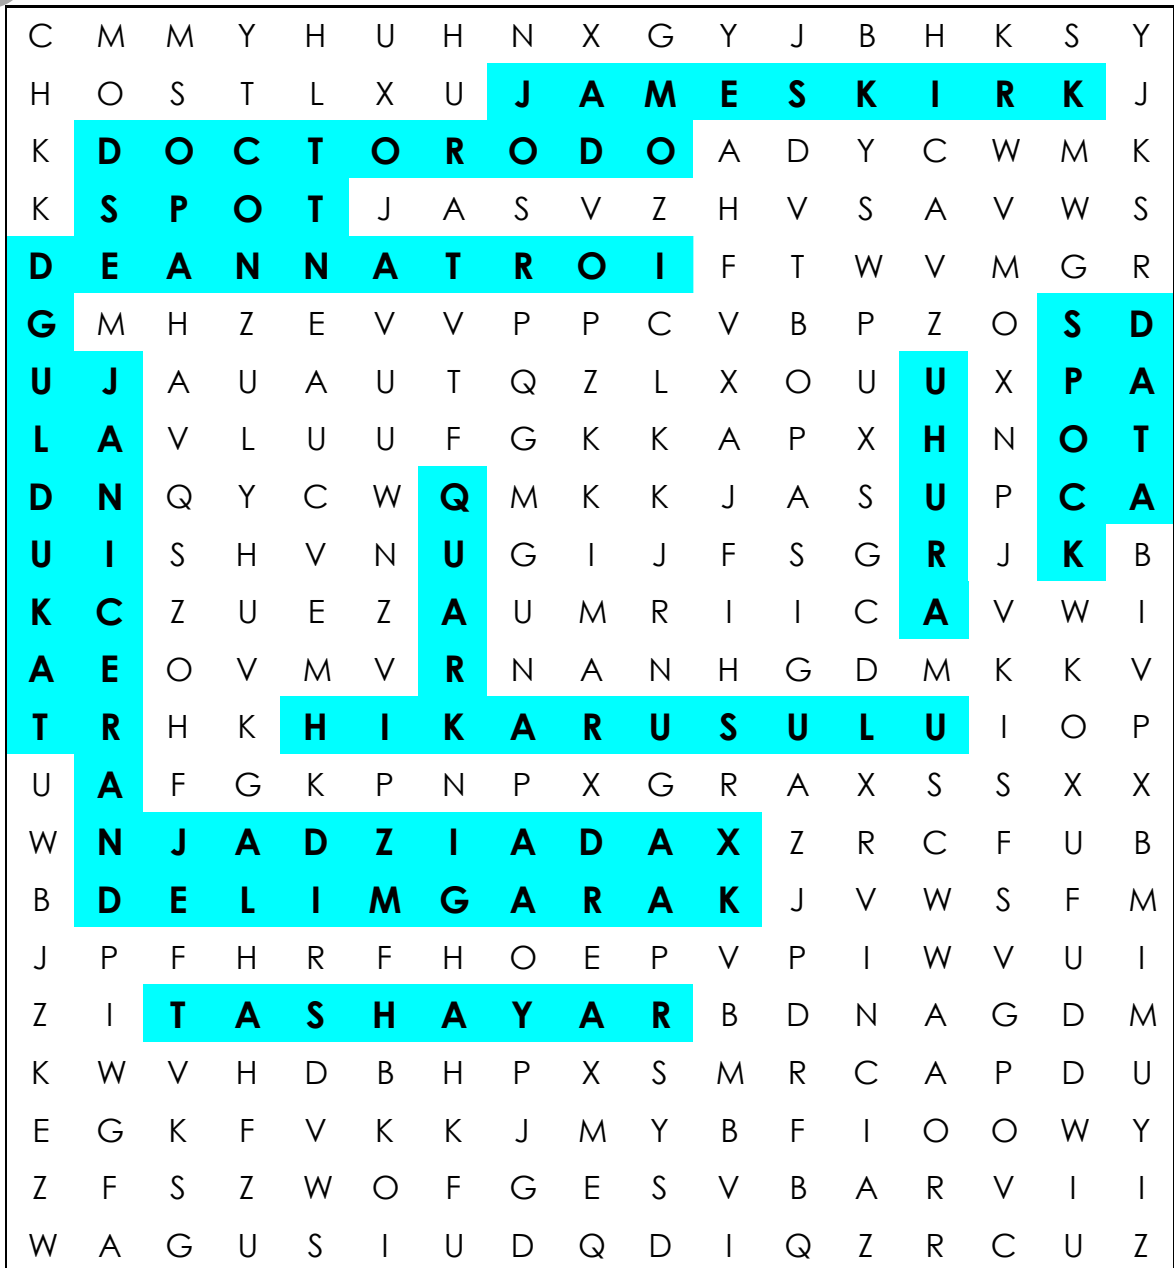 C M M Y H U H N X G Y J B H K S Y
H O S T L X U J A M E S K I R K J
K D O C T O R O D O A D Y C W M K
K S P O T J A S V Z H V S A V W S
D E A N N A T R O I F T W V M G R
G M H Z E V V P P C V B P Z O S D
U J A U A U T Q Z L X O U U X P A
L A V L U U F G K K A P X H N O T
D N Q Y C W Q M K K J A S U P C A
U I S H V N U G I J F S G R J K B
K C Z U E Z A U M R I I C A V W I
A E O V M V R N A N H G D M K K V
T R H K H I K A R U S U L U I O P
U A F G K P N P X G R A X S S X X
W N J A D Z I A D A X Z R C F U B
B D E L I M G A R A K J V W S F M
J P F H R F H O E P V P I W V U I
Z I T A S H A Y A R B D N A G D M
K W V H D B H P X S M R C A P D U
E G K F V K K J M Y B F I O O W Y
Z F S Z W O F G E S V B A R V I I
W A G U S I U D Q D I Q Z R C U Z